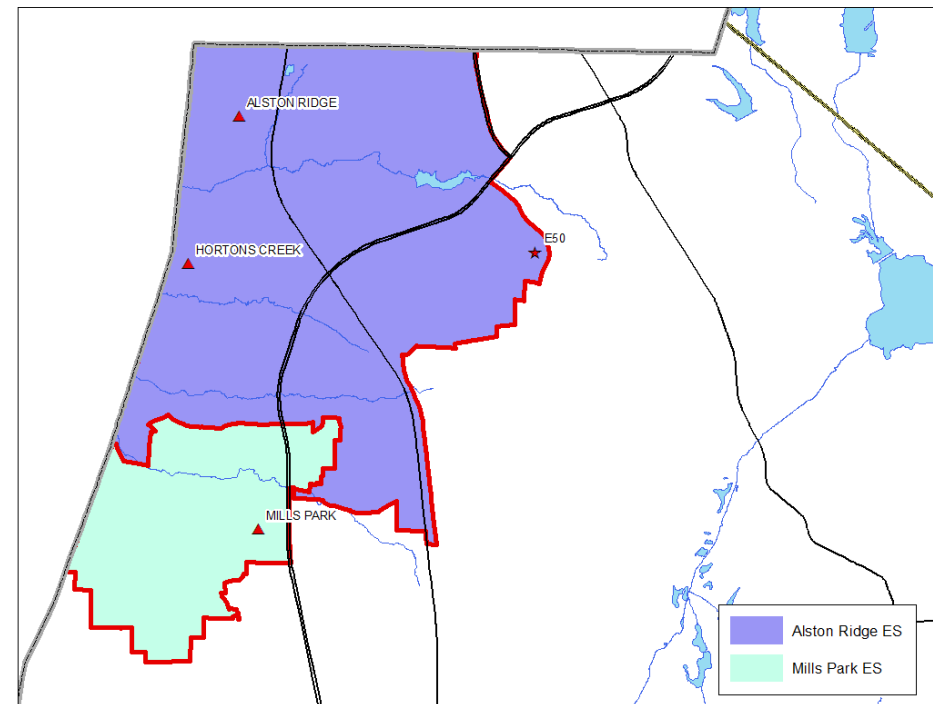 ALSTON RIDGE
E50
HORTONS CREEK
MILLS PARK
Alston Ridge ES
Mills Park ES